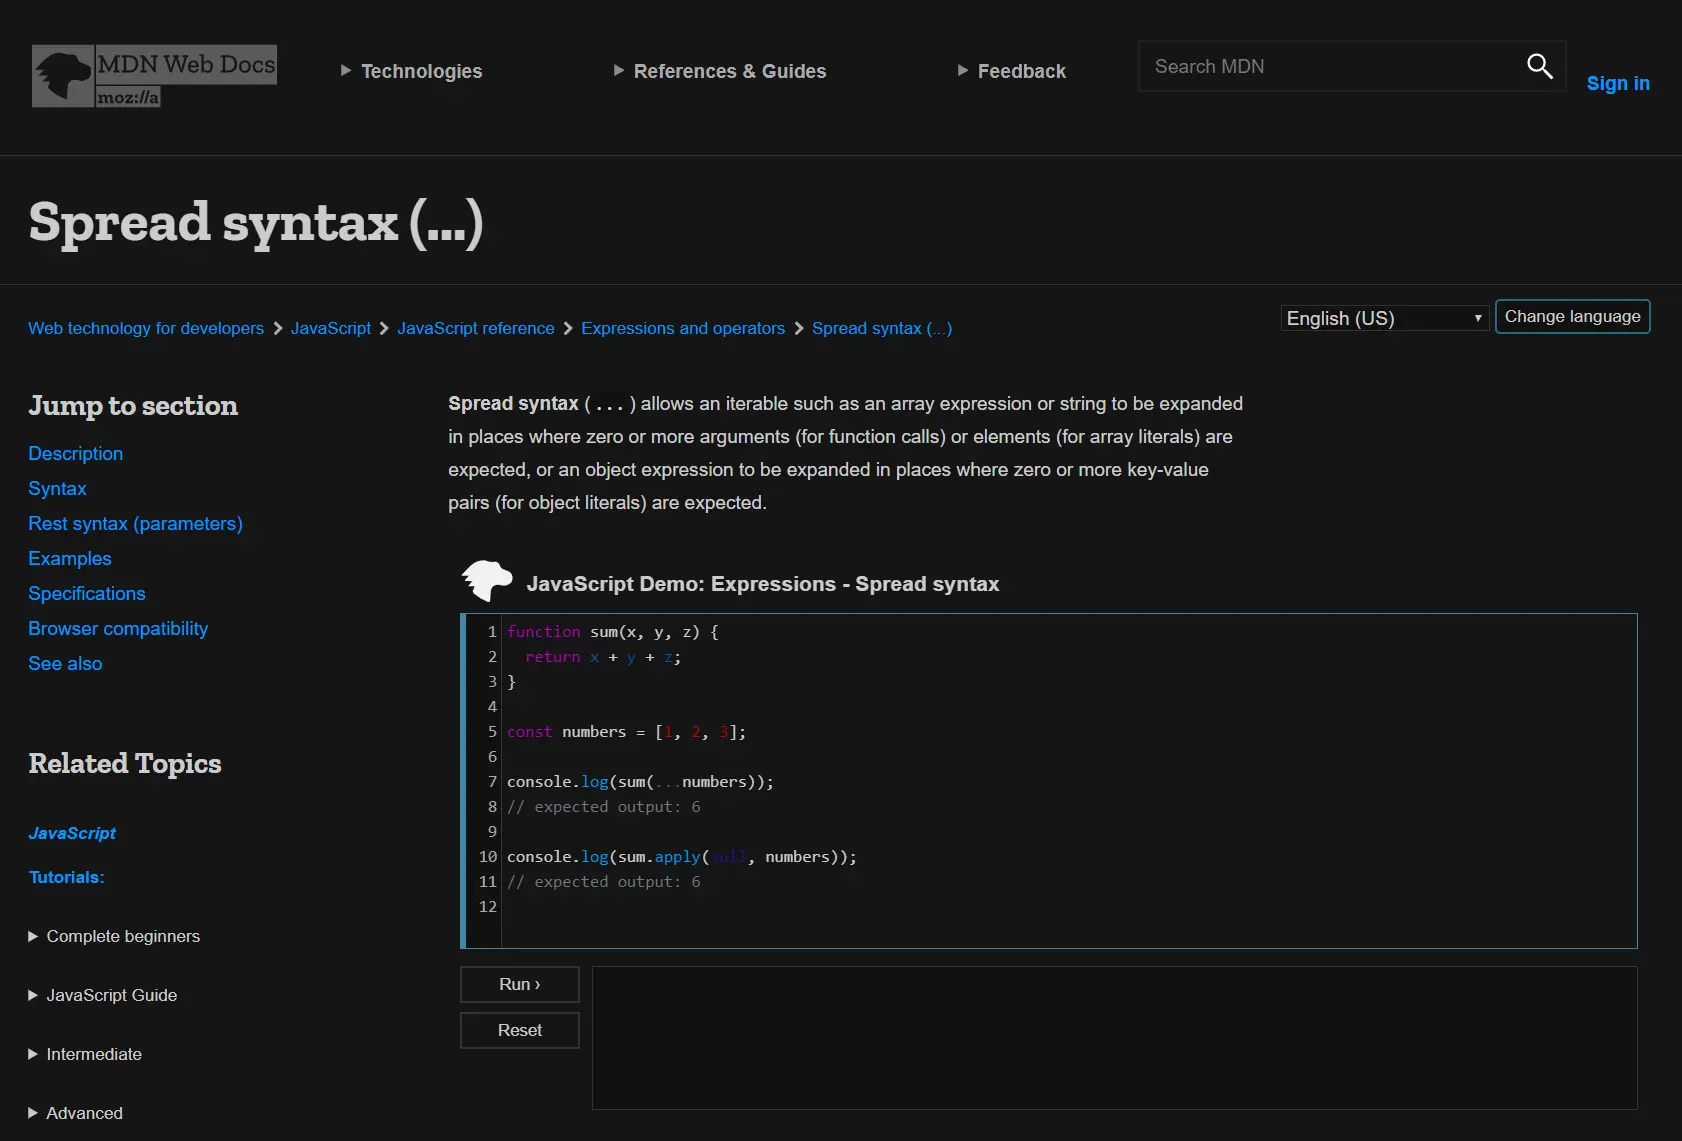 MDN Web Docs
moz://a
Technologies
References & Guides
Feedback
Search MDN
Sign in
Spread syntax (...)
Web technology for developers
JavaScript
JavaScript reference
Expressions and operators
Spread syntax (...)
English (US)
Change language
Jump to section
Description
Syntax
Rest syntax (parameters)
Examples
Specifications
Browser compatibility
See also
Related Topics
JavaScript
Tutorials:
Complete beginners
JavaScript Guide
Intermediate
Advanced
Spread syntax (...) allows an iterable such as an array expression or string to be expanded
in places where zero or more arguments (for function calls) or elements (for array literals) are
expected, or an object expression to be expanded in places where zero or more key-value
pairs (for object literals) are expected.
JavaScript Demo: Expressions - Spread syntax
1 function sum(x, y, z) {
2   return x + y + z;
3 }
4
5 const numbers = [1, 2, 3];
6
7 console.log(sum(...numbers));
8 // expected output: 6
9
10 console.log(sum.apply(null, numbers));
11 // expected output: 6
12
Run ›
Reset